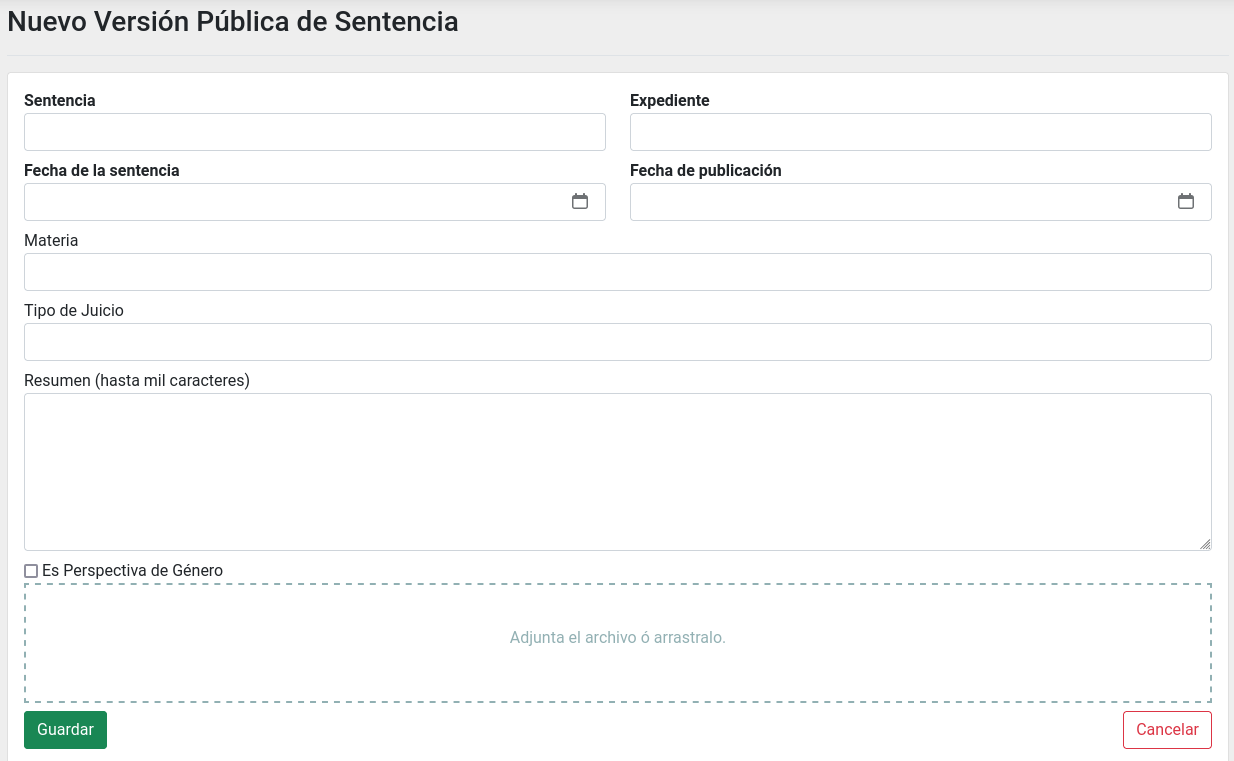 Nuevo Versión Pública de Sentencia
Sentencia
Expediente
Fecha de la sentencia
Fecha de publicación
Materia
Tipo de Juicio
Resumen (hasta mil caracteres)
Es Perspectiva de Género
Adjunta el archivo ó arrastralo.
Guardar
Cancelar